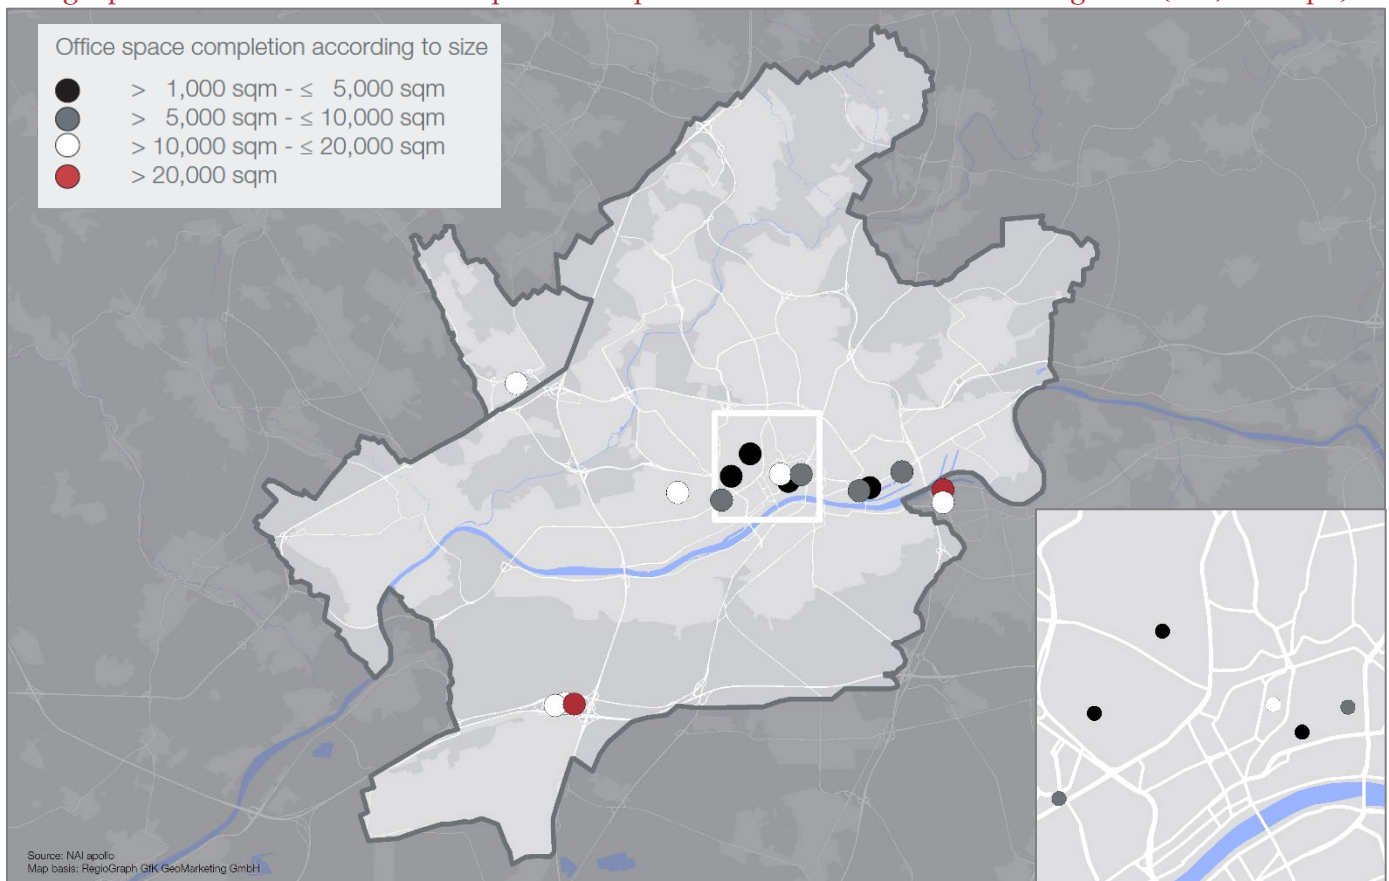 Office space completion according to size
> 1,000 sqm - ≤ 5,000 sqm
> 5,000 sqm - ≤ 10,000 sqm
> 10,000 sqm - ≤ 20,000 sqm
> 20,000 sqm
Source: NAI apollo
Map basis: RegioGraph GfK GeoMarketing GmbH